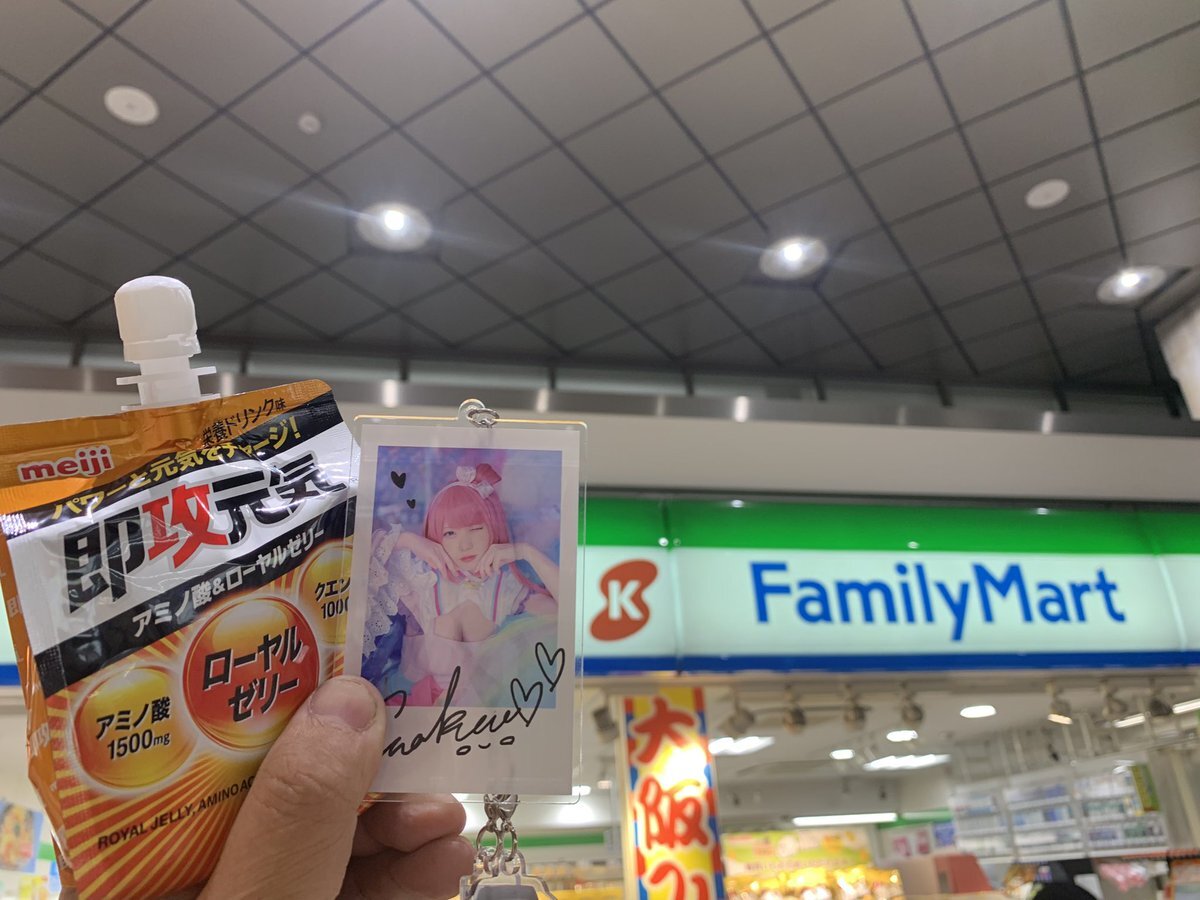 栄養ドリンク味
meiji
パワーと元気をチャージ!
即攻元気
アミノ酸&ローヤルゼリー
クエン
100
ローヤル
ゼリー
アミノ酸
1500mg
ROYAL JELLY, AMINO AC
K
FamilyMart
大阪